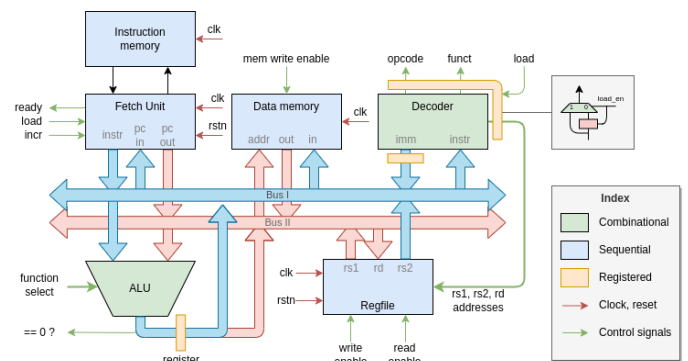 Instruction
memory
clk
mem write enable
opcode
funct
load
ready
load
incr
Fetch Unit
instr
pc
in
pc
out
clk
rstn
Data memory
addr
out
in
clk
Decoder
imm
instr
1 0
load_en
Bus I
Bus II
Index
Combinational
Sequential
Registered
Clock, reset
Control signals
function
select
ALU
== 0 ?
register
clk
rstn
rs1
rd
rs2
Regfile
rs1, rs2, rd
addresses
write
enable
read
enable